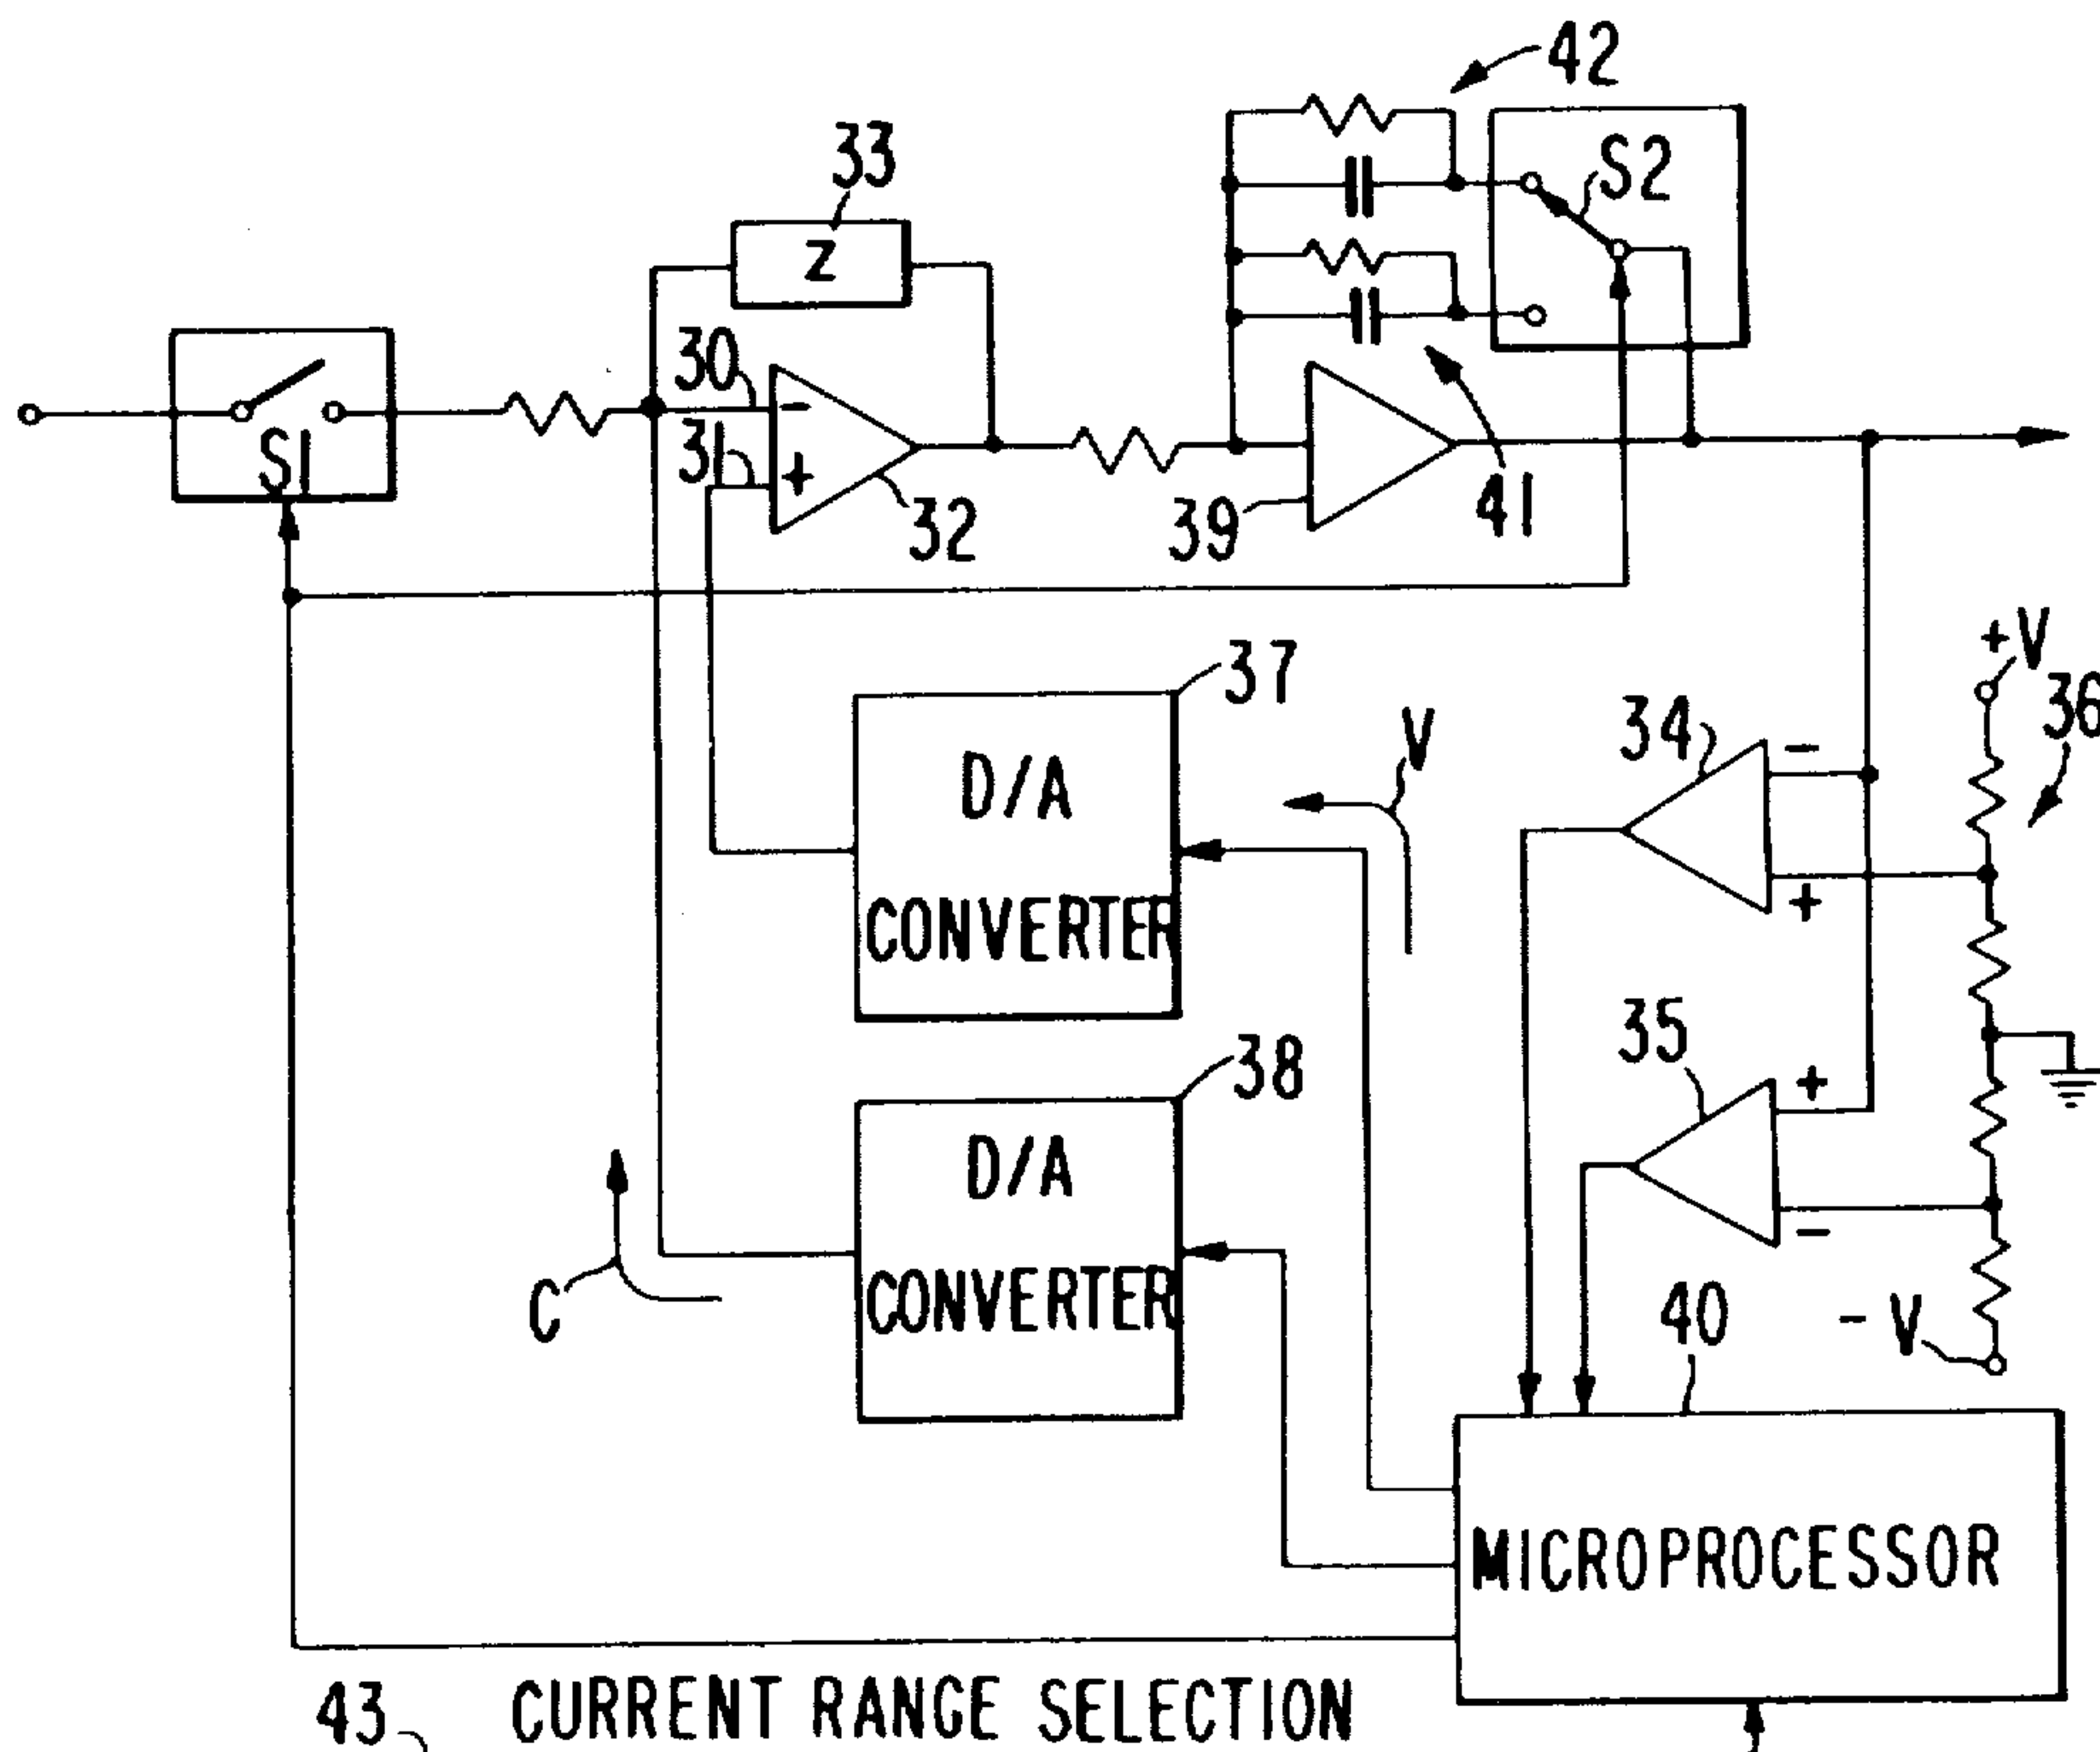 42
33
Z
S2
30
S1
31
+
-
32
39
41
37
+V
36
D/A
CONVERTER
V
34
-
+
35
+
-
38
D/A
CONVERTER
C
40
- V
MICROPROCESSOR
43
CURRENT RANGE SELECTION